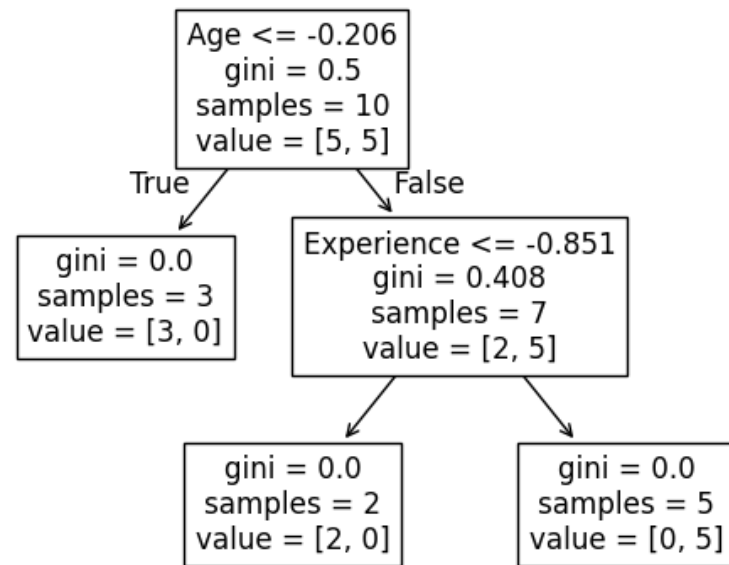 Age <= -0.206
gini = 0.5
samples = 10
value = [5, 5]
True
False
gini = 0.0
samples = 3
value = [3, 0]
Experience <= -0.851
gini = 0.408
samples = 7
value = [2, 5]
gini = 0.0
samples = 2
value = [2, 0]
gini = 0.0
samples = 5
value = [0, 5]